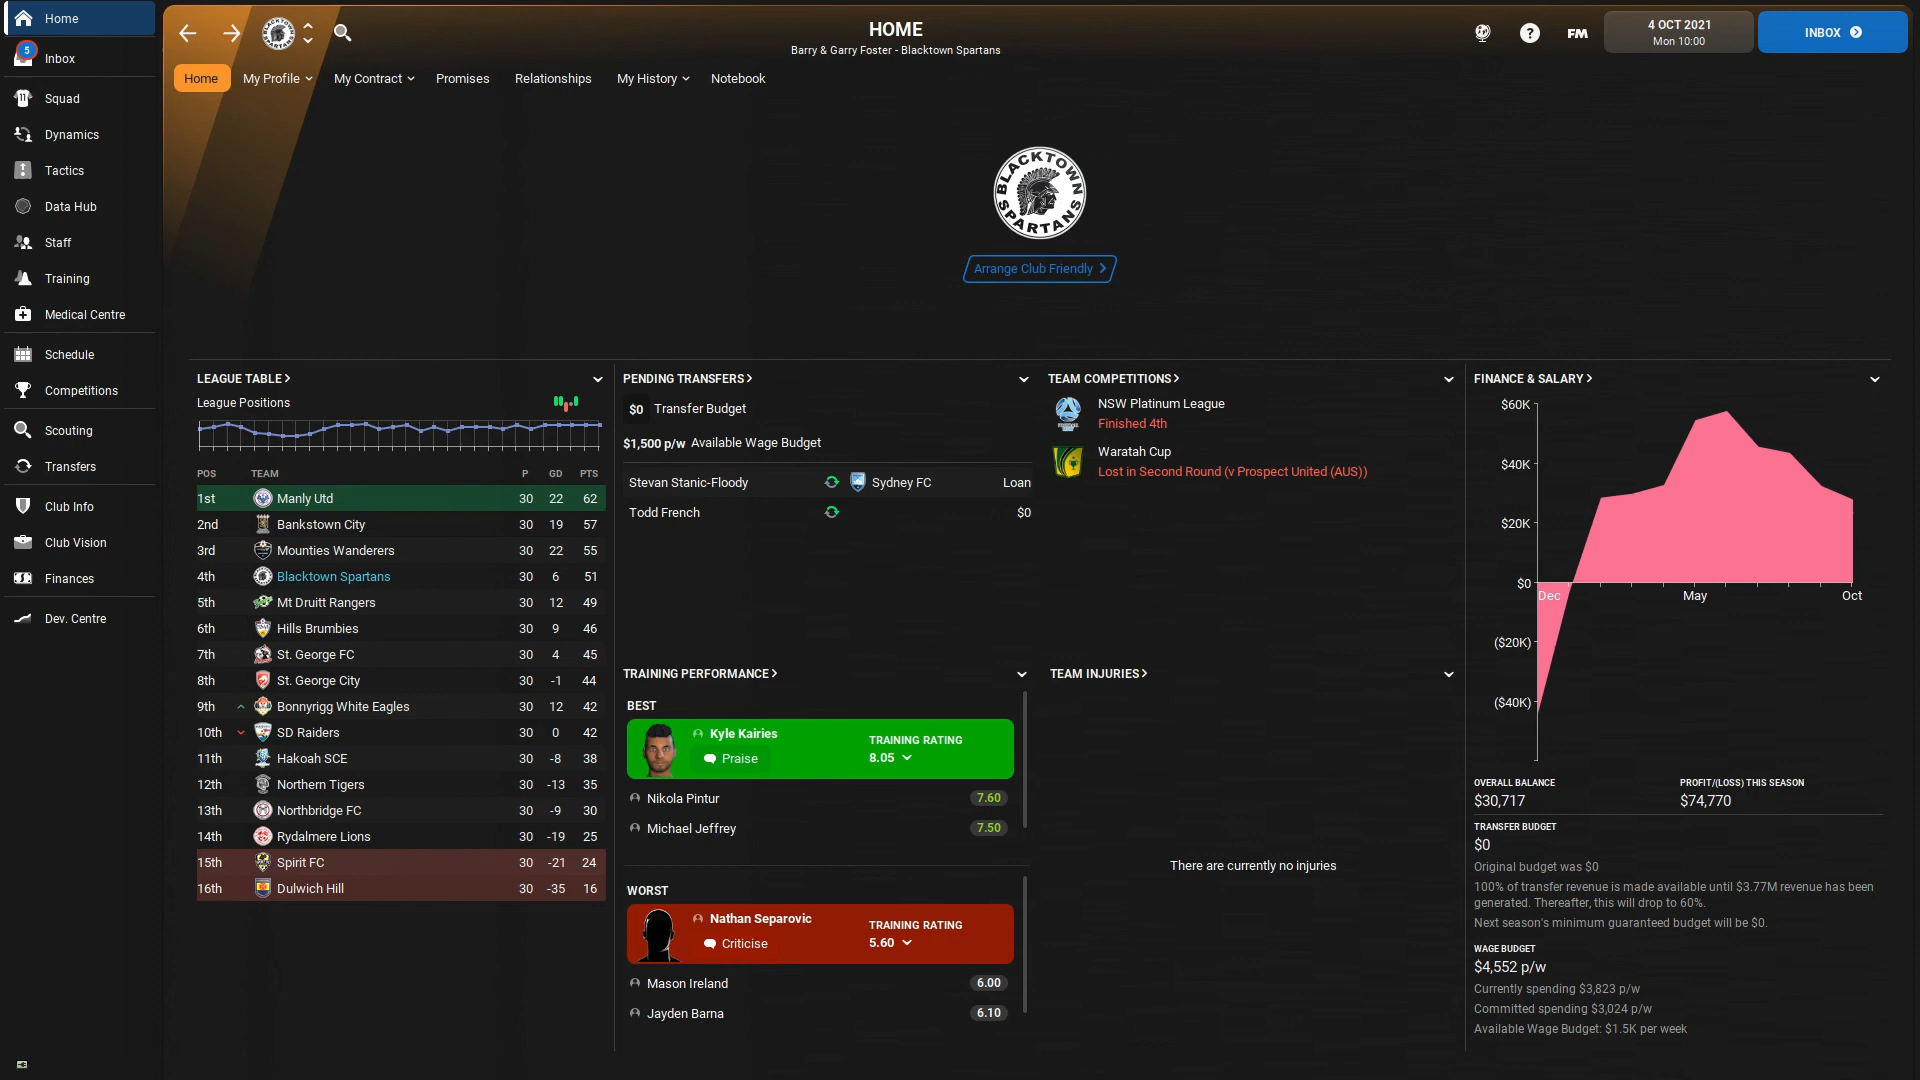 Home
5
Inbox
Squad
Dynamics
Tactics
Data Hub
Staff
Training
Medical Centre
Schedule
Competitions
Scouting
Transfers
Club Info
Club Vision
Finances
Dev. Centre
HOME
Barry & Garry Foster - Blacktown Spartans
?
FM
4 OCT 2021
Mon 10:00
INBOX
Home
My Profile
My Contract
Promises
Relationships
My History
Notebook
BLACKTOWN
SPARTANS
Arrange Club Friendly
LEAGUE TABLE
League Positions
POS TEAM P GD PTS
1st Manly Utd 30 22 62
2nd Bankstown City 30 19 57
3rd Mounties Wanderers 30 22 55
4th Blacktown Spartans 30 6 51
5th Mt Druitt Rangers 30 12 49
6th Hills Brumbies 30 9 46
7th St. George FC 30 4 45
8th St. George City 30 -1 44
9th Bonnyrigg White Eagles 30 12 42
10th SD Raiders 30 0 42
11th Hakoah SCE 30 -8 38
12th Northern Tigers 30 -13 35
13th Northbridge FC 30 -9 30
14th Rydalmere Lions 30 -19 25
15th Spirit FC 30 -21 24
16th Dulwich Hill 30 -35 16
PENDING TRANSFERS
$0 Transfer Budget
$1,500 p/w Available Wage Budget
Stevan Stanic-Floody Sydney FC Loan
Todd French $0
TRAINING PERFORMANCE
BEST
Kyle Kairies
Praise
TRAINING RATING
8.05
Nikola Pintur 7.60
Michael Jeffrey 7.50
WORST
Nathan Separovic
Criticise
TRAINING RATING
5.60
Mason Ireland 6.00
Jayden Barna 6.10
TEAM COMPETITIONS
NSW Platinum League
Finished 4th
Waratah Cup
Lost in Second Round (v Prospect United (AUS))
TEAM INJURIES
There are currently no injuries
FINANCE & SALARY
$60K
$40K
$20K
$0
($20K)
($40K)
Dec May Oct
OVERALL BALANCE
$30,717
PROFIT/(LOSS) THIS SEASON
$74,770
TRANSFER BUDGET
$0
Original budget was $0
100% of transfer revenue is made available until $3.77M revenue has been
generated. Thereafter, this will drop to 60%.
Next season's minimum guaranteed budget will be $0.
WAGE BUDGET
$4,552 p/w
Currently spending $3,823 p/w
Committed spending $3,024 p/w
Available Wage Budget: $1.5K per week